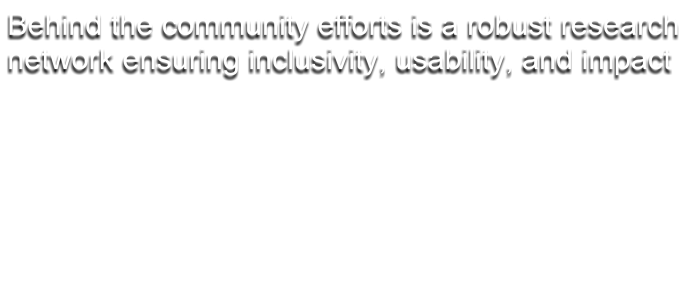 Behind the community efforts is a robust research
network ensuring inclusivity, usability, and impact